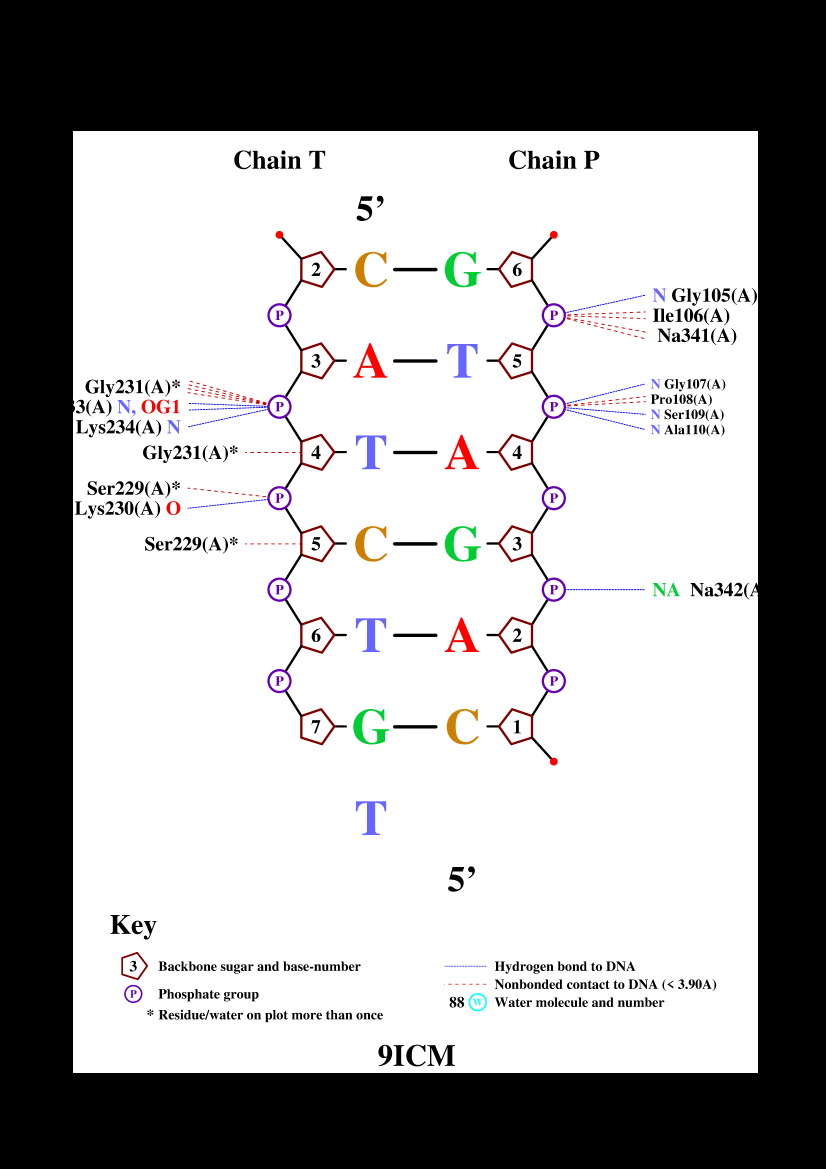 Chain T Chain P
5’
2 C G 6
P P
N Gly105(A)
Ile106(A)
Na341(A)
3 A T 5
Gly231(A)*
33(A) N, OG1
Lys234(A) N
P P
N Gly107(A)
Pro108(A)
N Ser109(A)
N Ala110(A)
Gly231(A)* 4 T A 4
Ser229(A)*
Lys230(A) O
P P
Ser229(A)* 5 C G 3
P P NA Na342(A
6 T A 2
P P
7 G C 1
T
5’
Key
3 Backbone sugar and base-number
P Phosphate group
* Residue/water on plot more than once
Hydrogen bond to DNA
Nonbonded contact to DNA (< 3.90A)
88 W Water molecule and number
9ICM